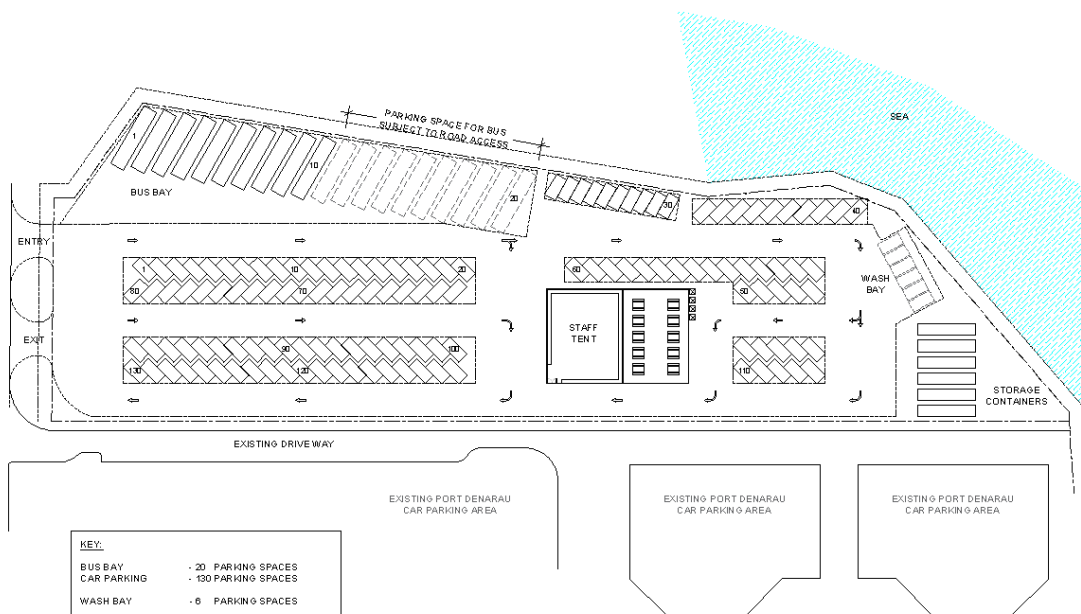 PARKING SPACE FOR BUS
SUBJECT TO ROAD ACCESS
SEA
1
10
20
BUS BAY
30
40
ENTRY
1
10
20
60
WASH
BAY
80
70
50
EXIT
STAFF
TENT
90
100
130
120
110
STORAGE
CONTAINERS
EXISTING DRIVE WAY
EXISTING PORT DENARAU
CAR PARKING AREA
EXISTING PORT DENARAU
CAR PARKING AREA
EXISTING PORT DENARAU
CAR PARKING AREA
KEY:
BUS BAY - 20 PARKING SPACES
CAR PARKING - 130 PARKING SPACES
WASH BAY - 6 PARKING SPACES